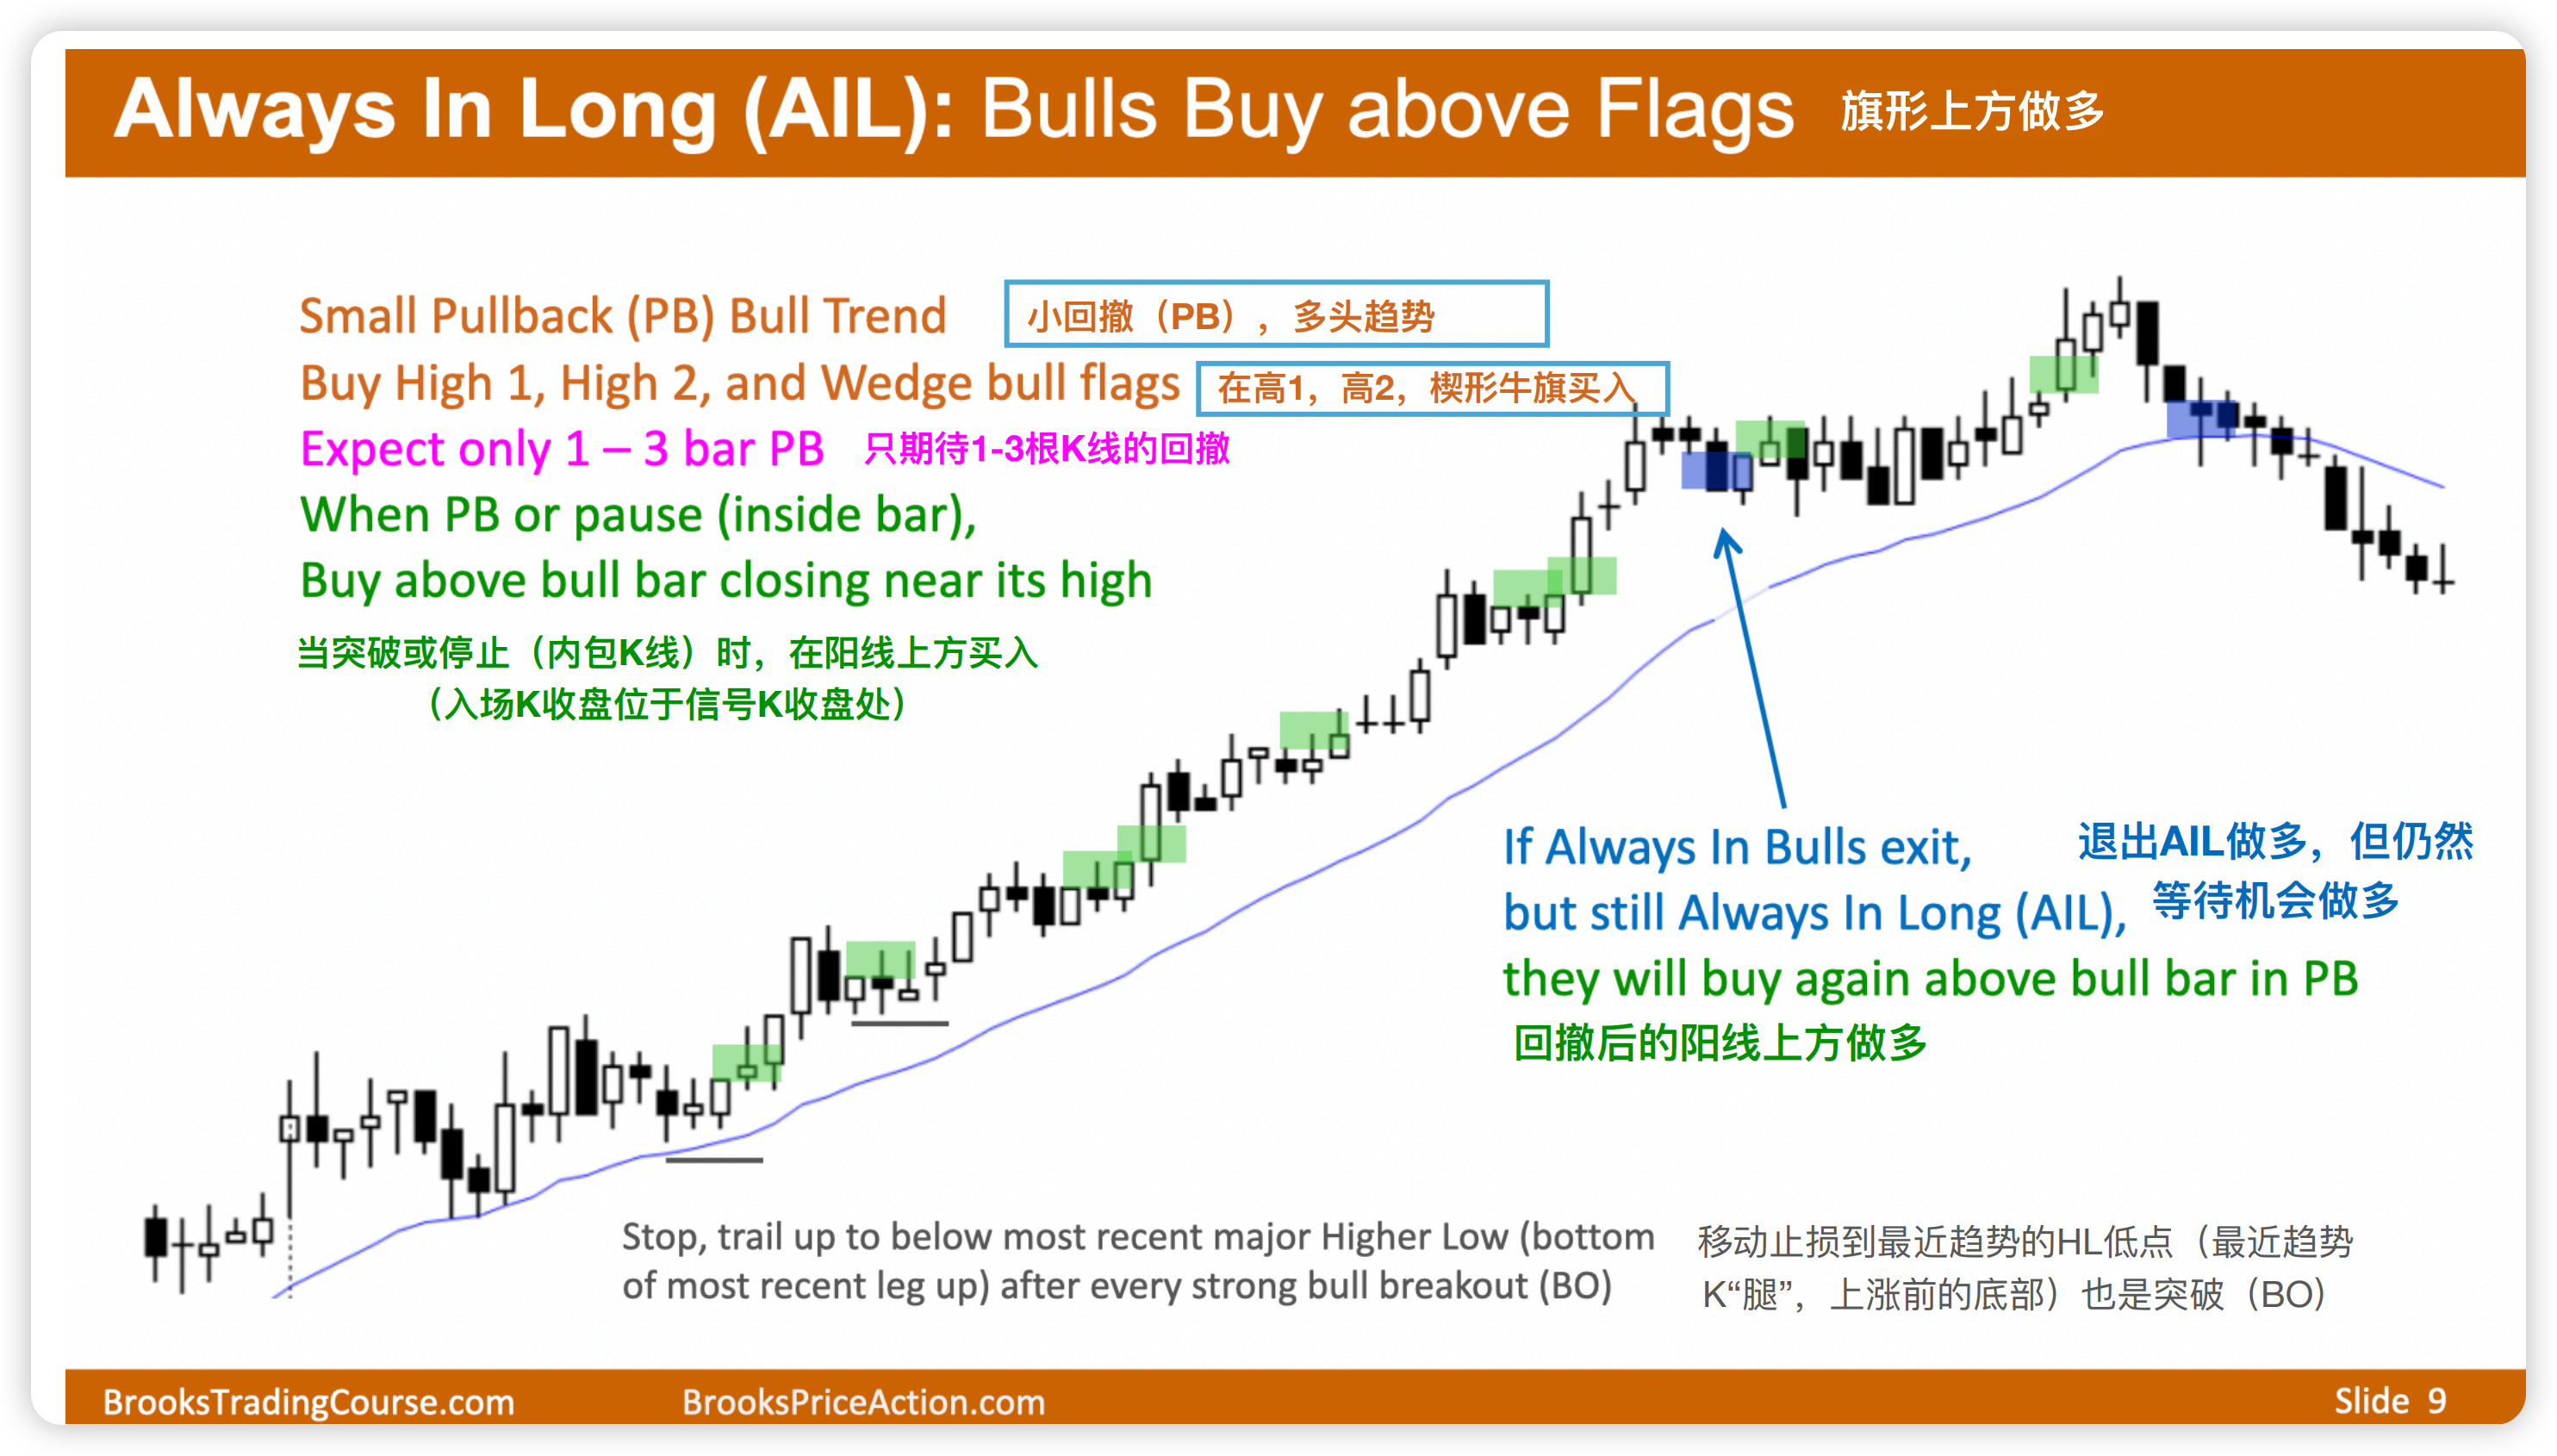 Always In Long (AIL): Bulls Buy above Flags 旗形上方做多
Small Pullback (PB) Bull Trend 小回撤（PB），多头趋势
Buy High 1, High 2, and Wedge bull flags 在高1，高2，楔形牛旗买入
Expect only 1 – 3 bar PB 只期待1-3根K线的回撤
When PB or pause (inside bar),
Buy above bull bar closing near its high
当突破或停止（内包K线）时，在阳线上方买入
（入场K收盘位于信号K收盘处）
If Always In Bulls exit, 退出AIL做多，但仍然
but still Always In Long (AIL), 等待机会做多
they will buy again above bull bar in PB
回撤后的阳线上方做多
Stop, trail up to below most recent major Higher Low (bottom
of most recent leg up) after every strong bull breakout (BO)
移动止损到最近趋势的HL低点（最近趋势
K“腿”，上涨前的底部）也是突破（BO）
BrooksTradingCourse.com BrooksPriceAction.com Slide 9